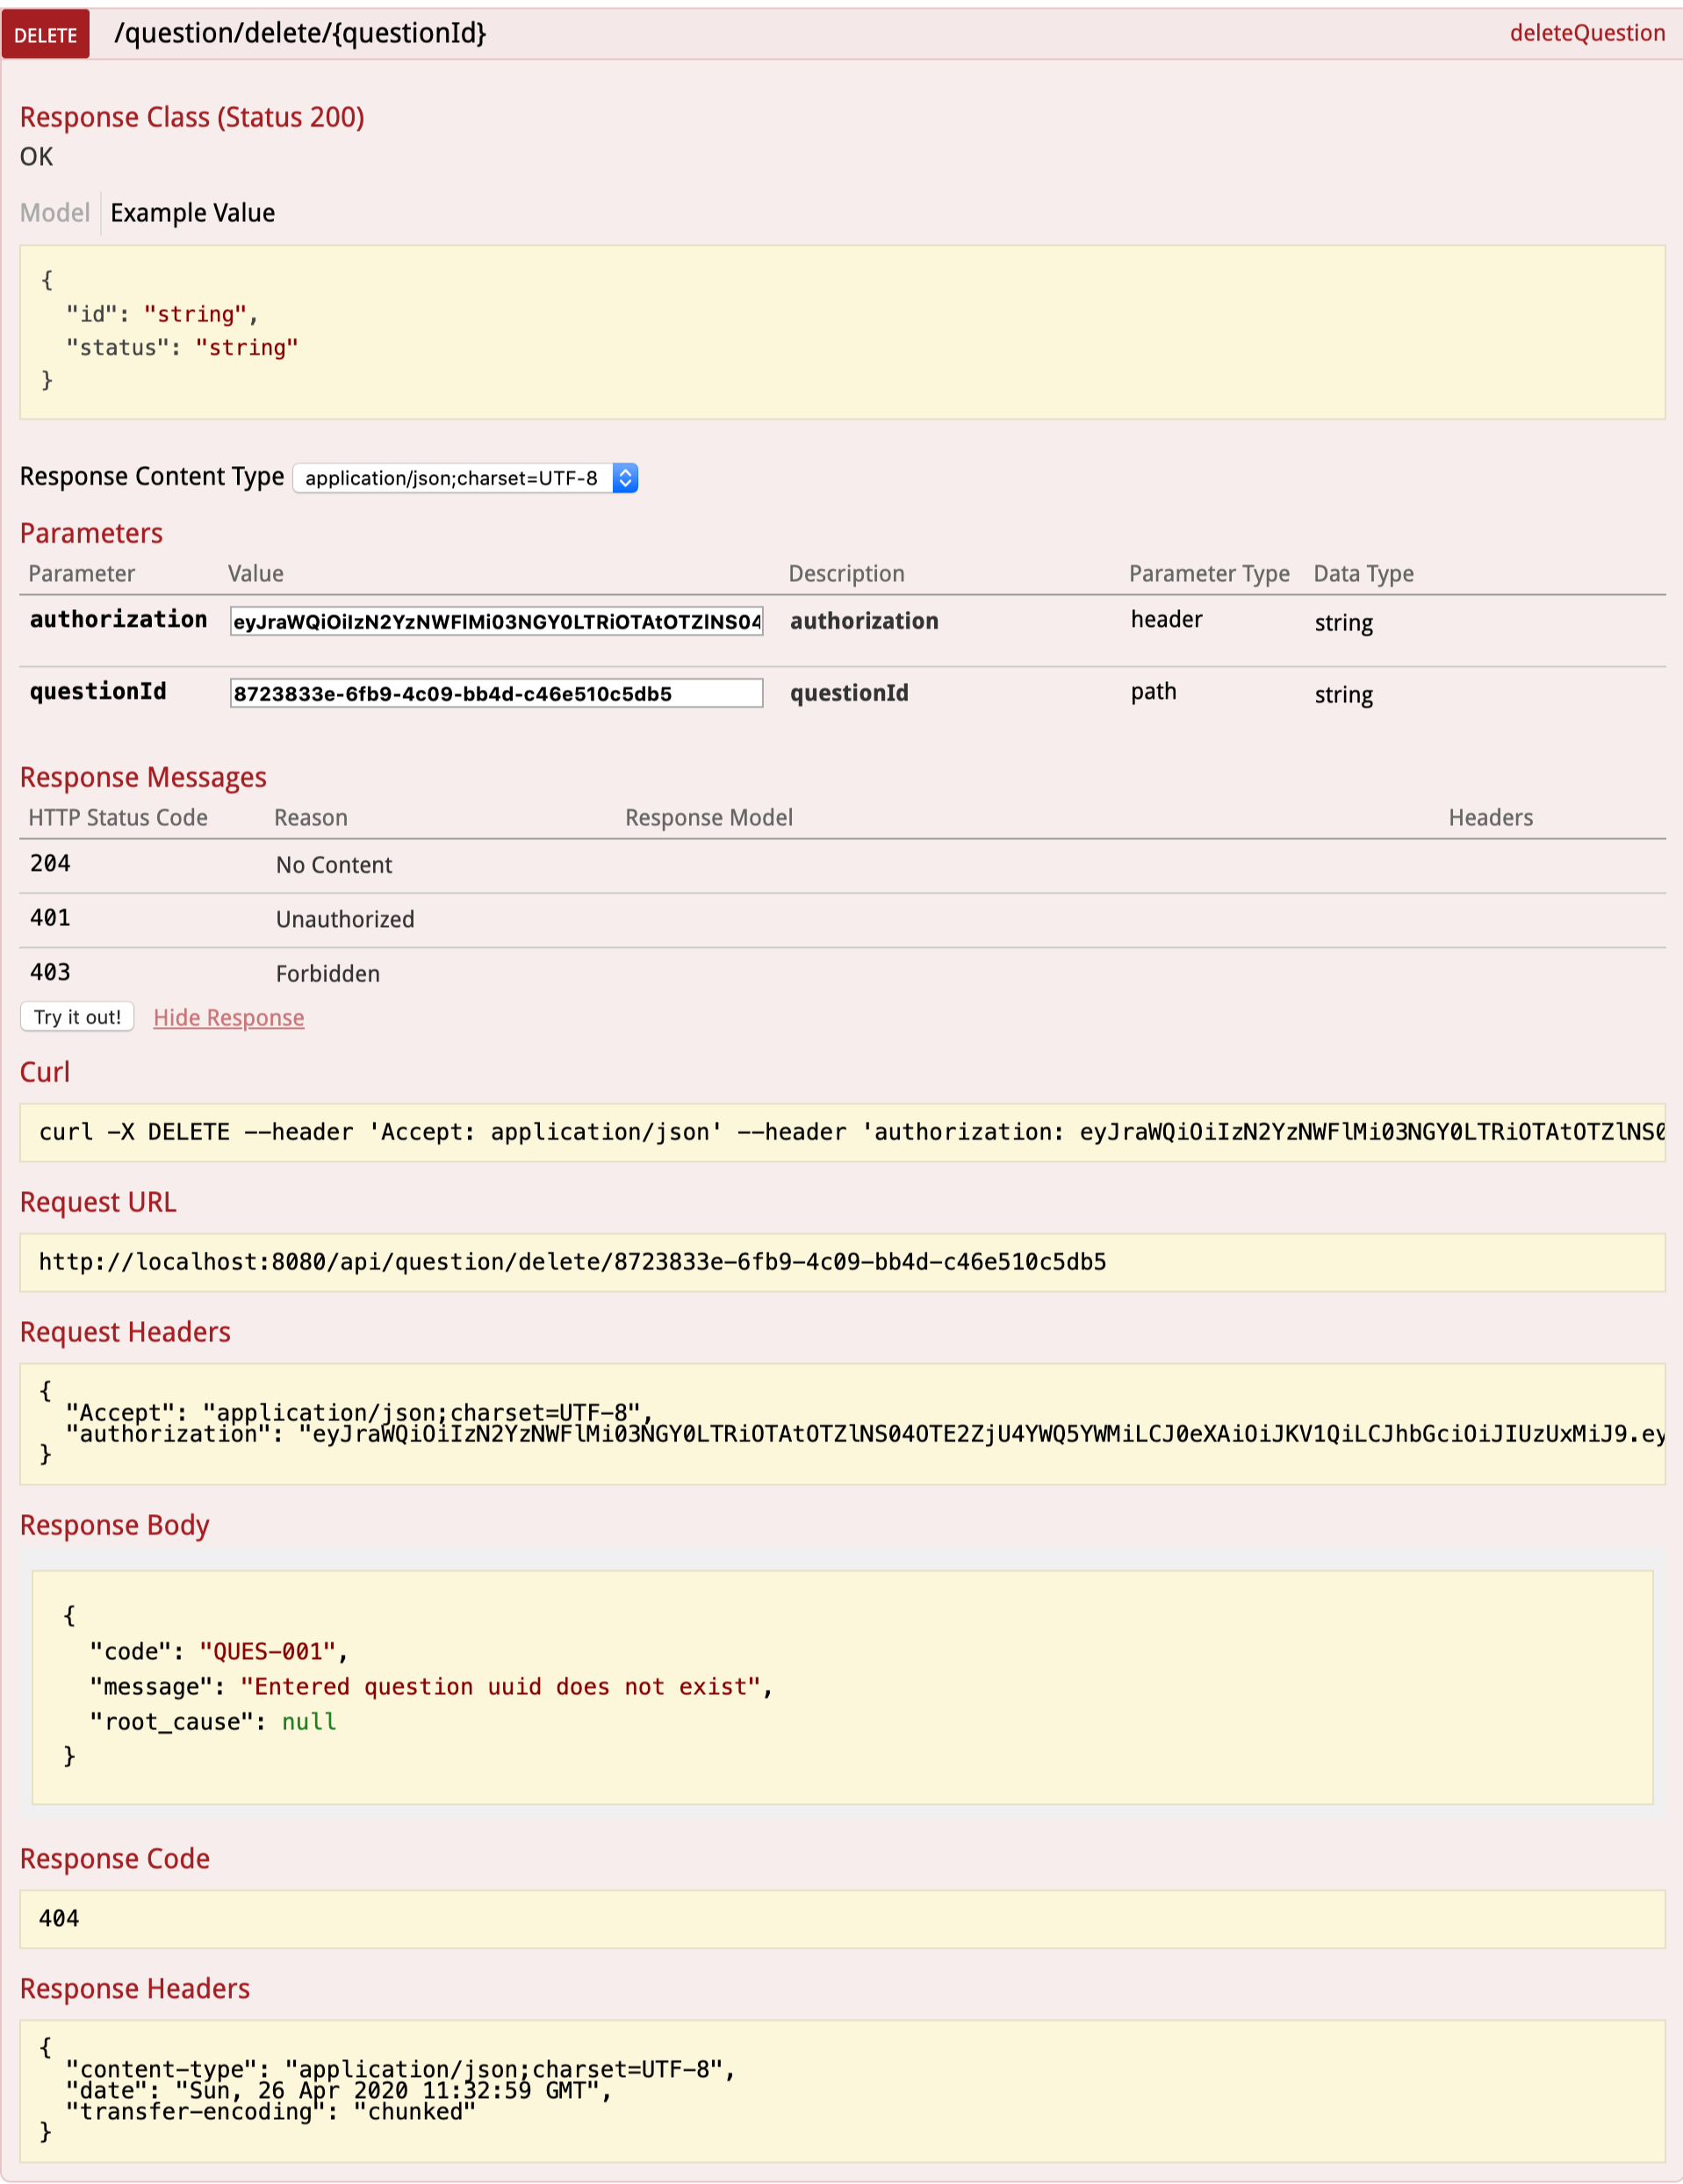 DELETE /question/delete/{questionId} deleteQuestion
Response Class (Status 200)
OK
Model Example Value
{
"id": "string",
"status": "string"
}
Response Content Type application/json;charset=UTF-8
Parameters
Parameter Value Description Parameter Type Data Type
authorization eyJraWQiOiIzN2YzNWFlMi03NGY0LTRiOTAtOTZlNS04 authorization header string
questionId 8723833e-6fb9-4c09-bb4d-c46e510c5db5 questionId path string
Response Messages
HTTP Status Code Reason Response Model Headers
204 No Content
401 Unauthorized
403 Forbidden
Try it out! Hide Response
Curl
curl -X DELETE --header 'Accept: application/json' --header 'authorization: eyJraWQiOiIzN2YzNWFlMi03NGY0LTRiOTAtOTZlNS0
Request URL
http://localhost:8080/api/question/delete/8723833e-6fb9-4c09-bb4d-c46e510c5db5
Request Headers
{
"Accept": "application/json;charset=UTF-8",
"authorization": "eyJraWQiOiIzN2YzNWFlMi03NGY0LTRiOTAtOTZlNS04OTE2ZjU4YWQ5YWMiLCJ0eXAiOiJKV1QiLCJhbGciOiJIUzUxMiJ9.ey
}
Response Body
{
"code": "QUES-001",
"message": "Entered question uuid does not exist",
"root_cause": null
}
Response Code
404
Response Headers
{
"content-type": "application/json;charset=UTF-8",
"date": "Sun, 26 Apr 2020 11:32:59 GMT",
"transfer-encoding": "chunked"
}